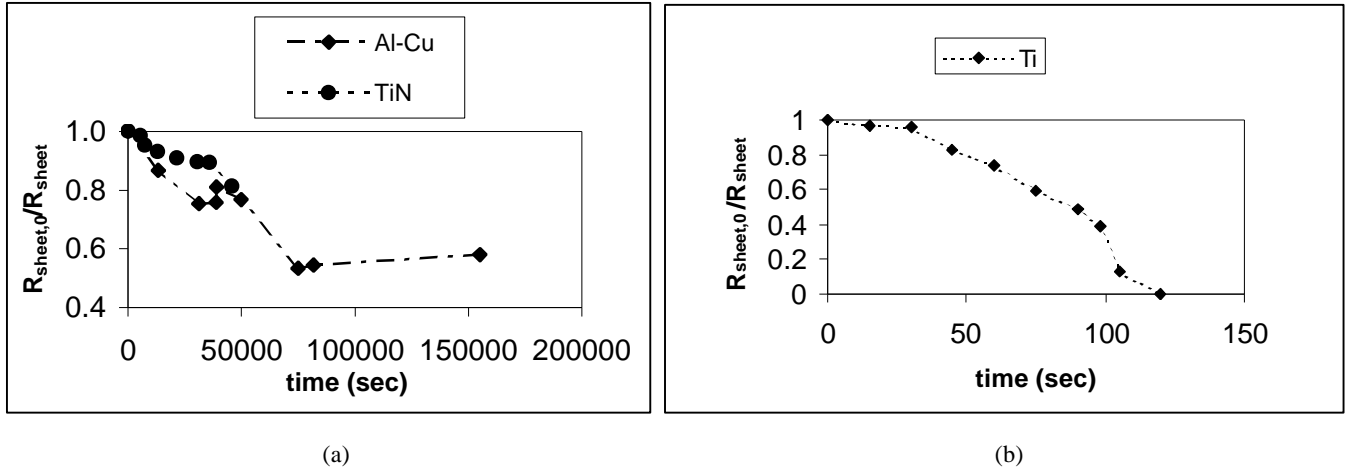 Al-Cu
TiN
R_sheet,0/R_sheet
1.0
0.8
0.6
0.4
0 50000 100000 150000 200000
time (sec)
(a)
Ti
R_sheet,0/R_sheet
1
0.8
0.6
0.4
0.2
0
0 50 100 150
time (sec)
(b)